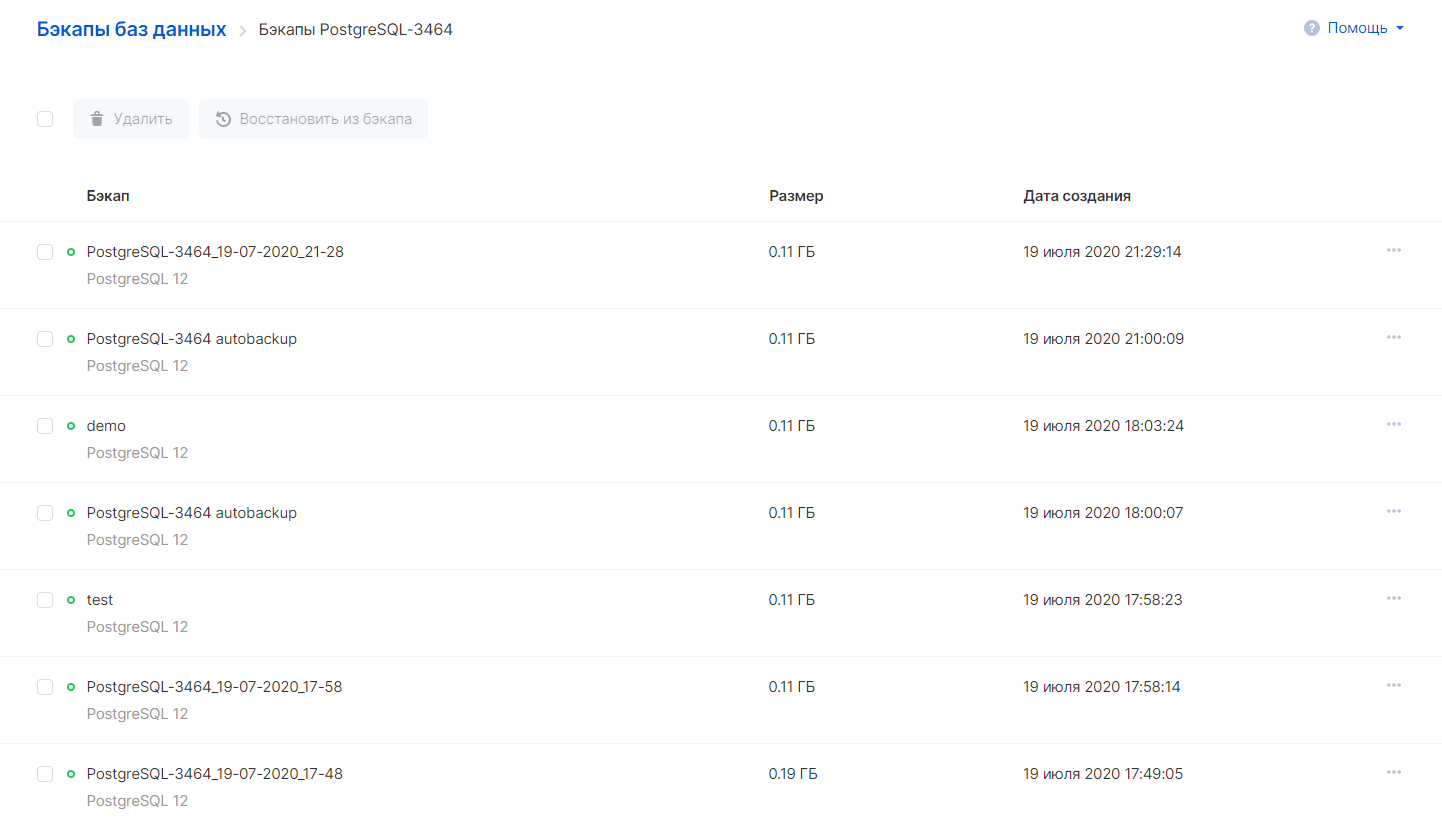 Бэкапы баз данных > Бэкапы PostgreSQL-3464
? Помощь
Удалить Восстановить из бэкапа
Бэкап Размер Дата создания
PostgreSQL-3464_19-07-2020_21-28 0.11 ГБ 19 июля 2020 21:29:14
PostgreSQL 12
PostgreSQL-3464 autobackup 0.11 ГБ 19 июля 2020 21:00:09
PostgreSQL 12
demo 0.11 ГБ 19 июля 2020 18:03:24
PostgreSQL 12
PostgreSQL-3464 autobackup 0.11 ГБ 19 июля 2020 18:00:07
PostgreSQL 12
test 0.11 ГБ 19 июля 2020 17:58:23
PostgreSQL 12
PostgreSQL-3464_19-07-2020_17-58 0.11 ГБ 19 июля 2020 17:58:14
PostgreSQL 12
PostgreSQL-3464_19-07-2020_17-48 0.19 ГБ 19 июля 2020 17:49:05
PostgreSQL 12